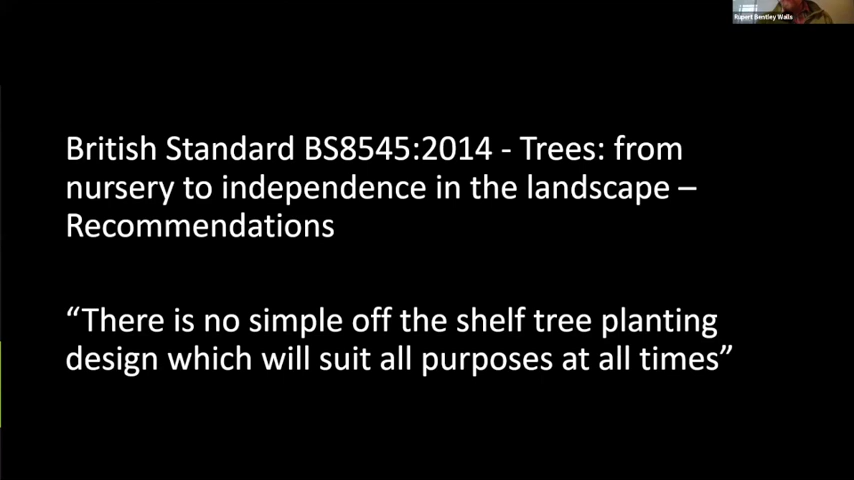 Rupert Bentley Walls
British Standard BS8545:2014 - Trees: from
nursery to independence in the landscape –
Recommendations
“There is no simple off the shelf tree planting
design which will suit all purposes at all times”